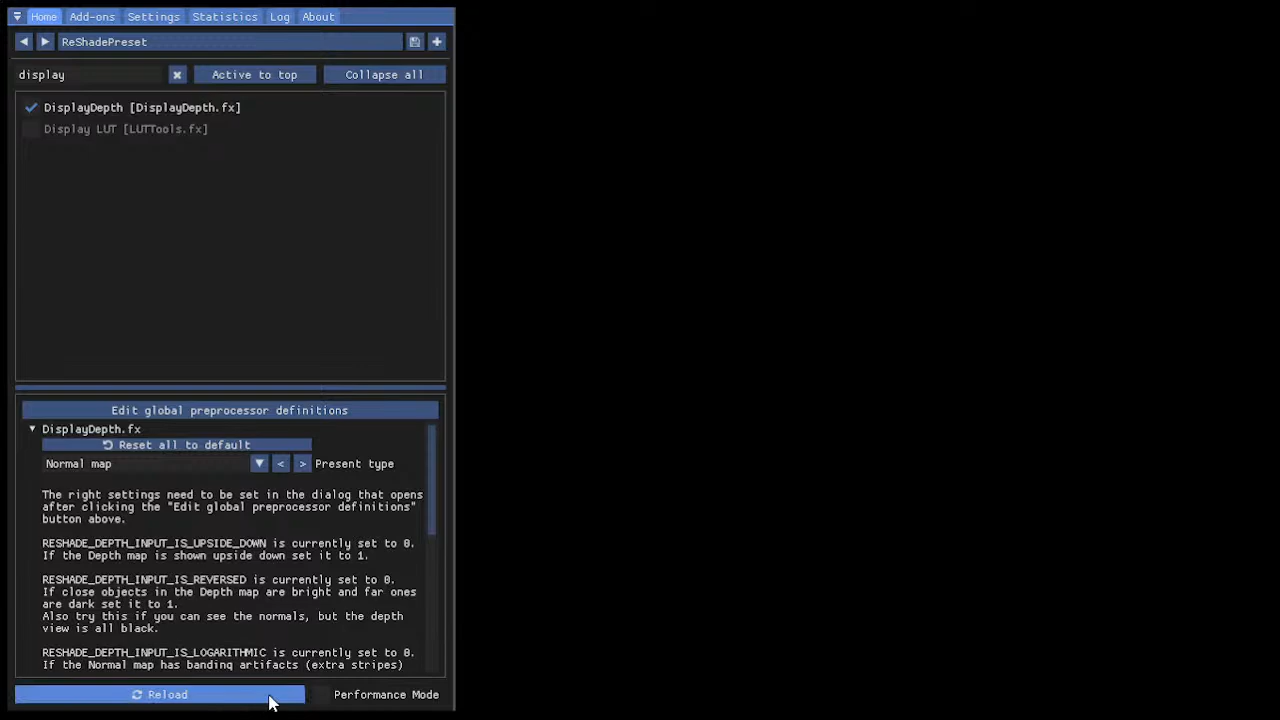 Home Add-ons Settings Statistics Log About
ReShadePreset
display Active to top Collapse all
DisplayDepth [DisplayDepth.fx]
Display LUT [LUTTools.fx]
Edit global preprocessor definitions
DisplayDepth.fx
Reset all to default
Normal map < > Present type
The right settings need to be set in the dialog that opens
after clicking the "Edit global preprocessor definitions"
button above.
RESHADE_DEPTH_INPUT_IS_UPSIDE_DOWN is currently set to 0.
If the Depth map is shown upside down set it to 1.
RESHADE_DEPTH_INPUT_IS_REVERSED is currently set to 0.
If close objects in the Depth map are bright and far ones
are dark set it to 1.
Also try this if you can see the normals, but the depth
view is all black.
RESHADE_DEPTH_INPUT_IS_LOGARITHMIC is currently set to 0.
If the Normal map has banding artifacts (extra stripes)
Reload Performance Mode